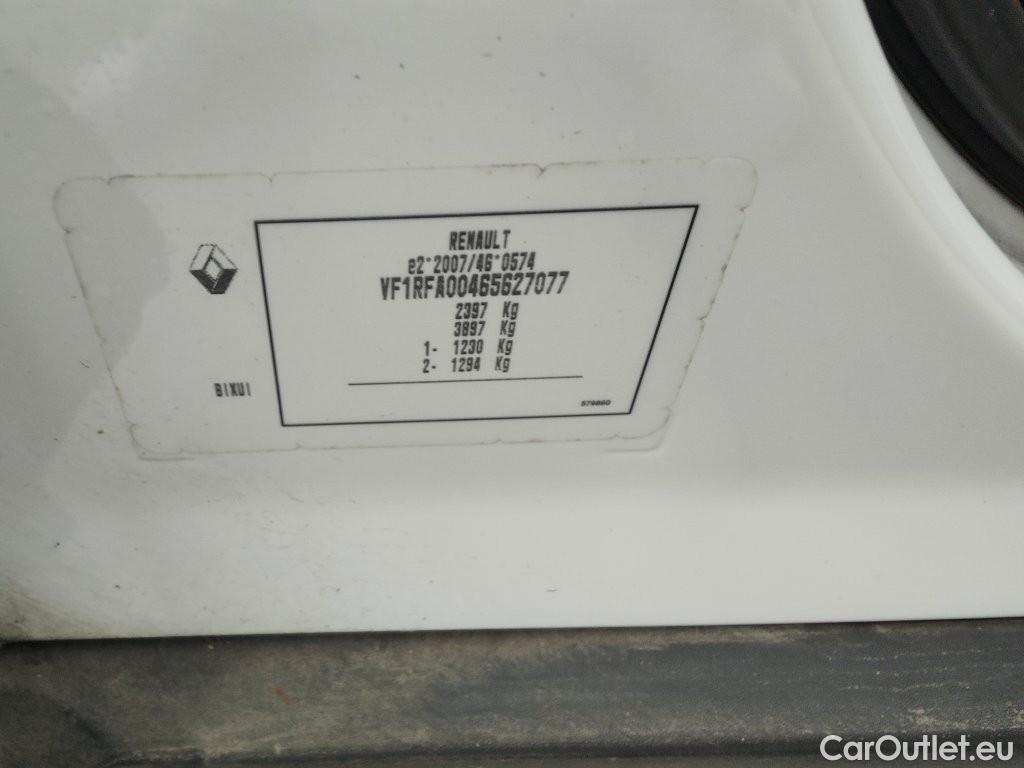 RENAULT
e2*2007/46*0574
VF1RFA00465627077
2397 Kg
3897 Kg
1- 1230 Kg
2- 1294 Kg
BIXUI
579860
CarOutlet.eu